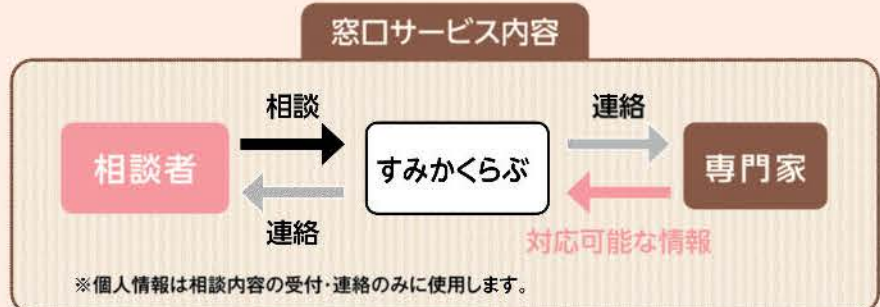 窓口サービス内容
相談
連絡
相談者
すみかくらぶ
専門家
連絡
対応可能な情報
※個人情報は相談内容の受付・連絡のみに使用します。